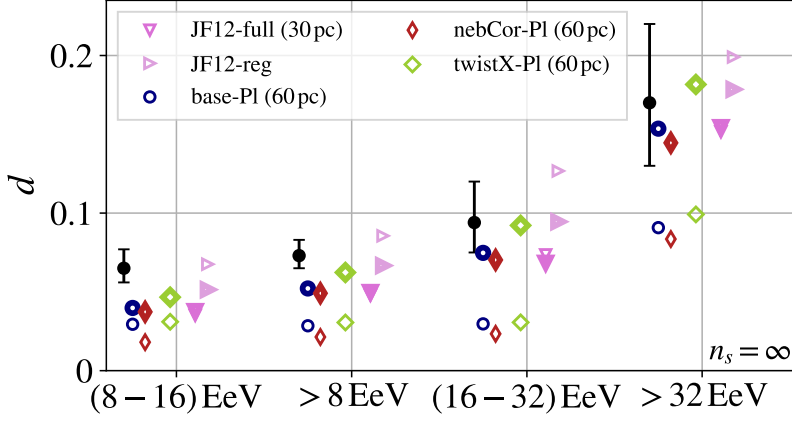 JF12-full (30 pc)
JF12-reg
base-Pl (60 pc)
nebCor-Pl (60 pc)
twistX-Pl (60 pc)
d
0.2
0.1
0
n_s = ∞
(8 − 16) EeV
> 8 EeV
(16 − 32) EeV
> 32 EeV